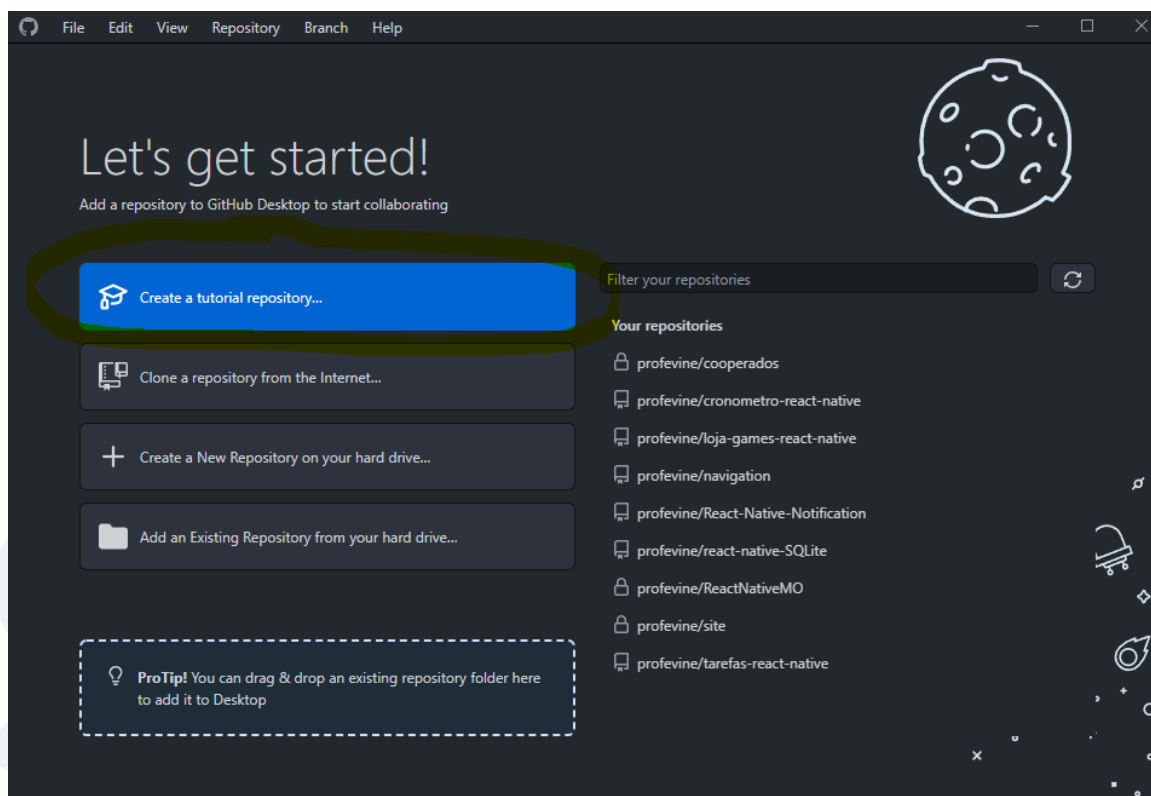 File Edit View Repository Branch Help
Let's get started!
Add a repository to GitHub Desktop to start collaborating
Create a tutorial repository...
Clone a repository from the Internet...
Create a New Repository on your hard drive...
Add an Existing Repository from your hard drive...
ProTip! You can drag & drop an existing repository folder here
to add it to Desktop
Filter your repositories
Your repositories
profevine/cooperados
profevine/cronometro-react-native
profevine/loja-games-react-native
profevine/navigation
profevine/React-Native-Notification
profevine/react-native-SQLite
profevine/ReactNativeMO
profevine/site
profevine/tarefas-react-native